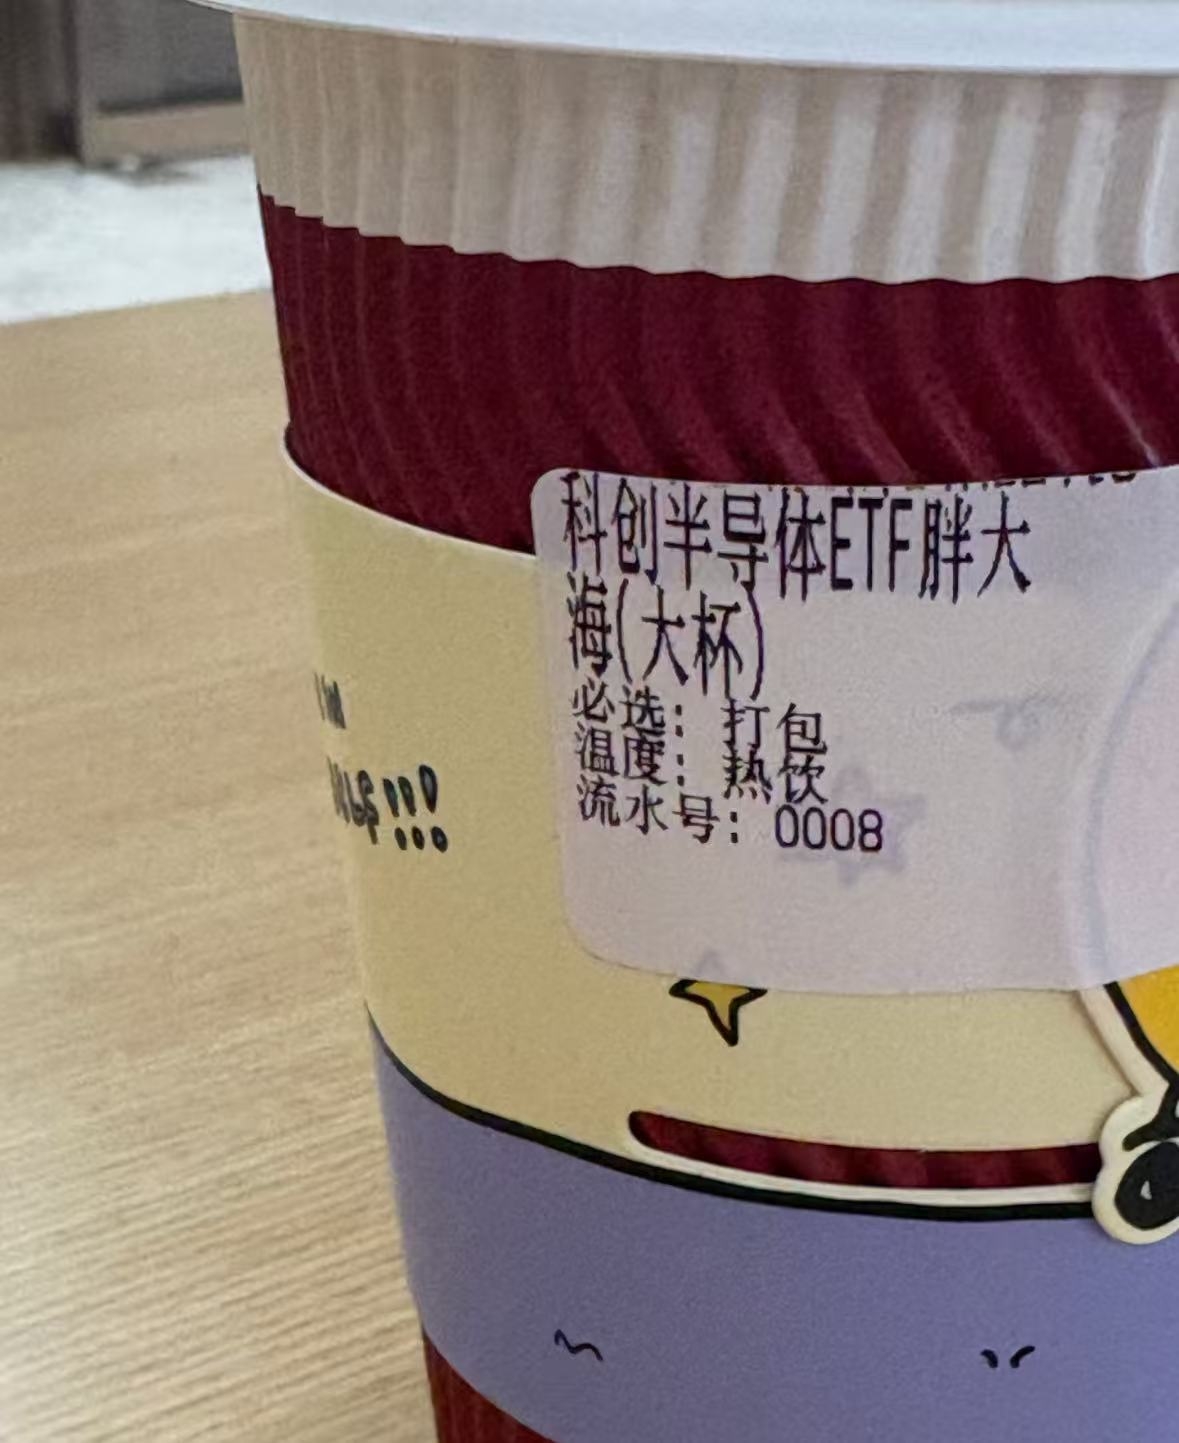 科创半导体ETF胖大
海(大杯)
必选：打包
温度：热饮
流水号：0008
!!!